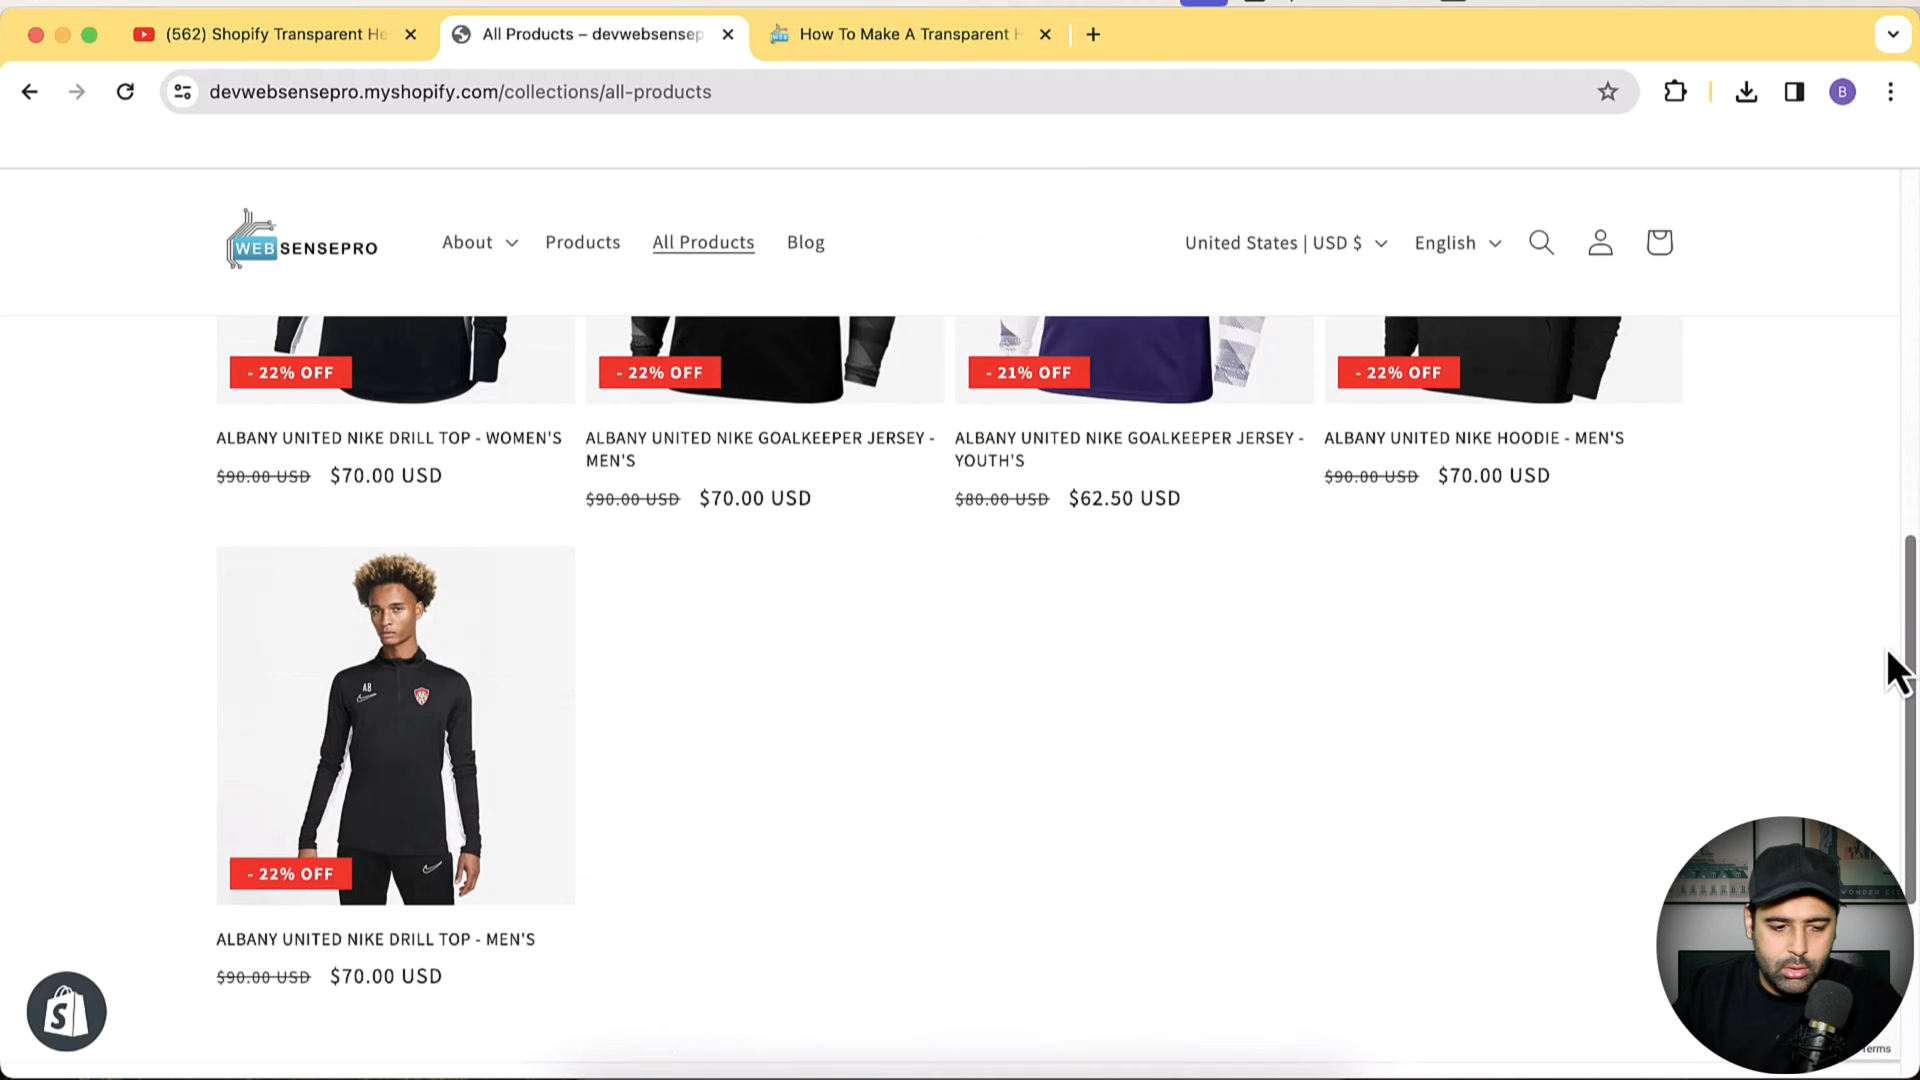 (562) Shopify Transparent He
All Products – devwebsensep
How To Make A Transparent H
devwebsensepro.myshopify.com/collections/all-products
B
WEB SENSEPRO
About
Products
All Products
Blog
United States | USD $
English
- 22% OFF
- 22% OFF
- 21% OFF
- 22% OFF
ALBANY UNITED NIKE DRILL TOP - WOMEN'S
$90.00 USD $70.00 USD
ALBANY UNITED NIKE GOALKEEPER JERSEY -
MEN'S
$90.00 USD $70.00 USD
ALBANY UNITED NIKE GOALKEEPER JERSEY -
YOUTH'S
$80.00 USD $62.50 USD
ALBANY UNITED NIKE HOODIE - MEN'S
$90.00 USD $70.00 USD
AB
- 22% OFF
ALBANY UNITED NIKE DRILL TOP - MEN'S
$90.00 USD $70.00 USD
S
WONDER
Terms